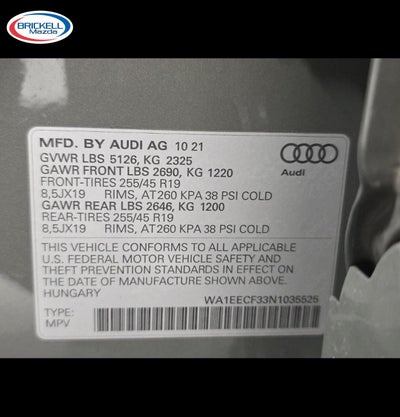 BRICKELL
Mazda
MFD. BY AUDI AG 10 21
GVWR LBS 5126, KG 2325
GAWR FRONT LBS 2690, KG 1220
FRONT-TIRES 255/45 R19
8,5JX19 RIMS, AT260 KPA 38 PSI COLD
GAWR REAR LBS 2646, KG 1200
REAR-TIRES 255/45 R19
8,5JX19 RIMS, AT260 KPA 38 PSI COLD
Audi
THIS VEHICLE CONFORMS TO ALL APPLICABLE
U.S. FEDERAL MOTOR VEHICLE SAFETY AND
THEFT PREVENTION STANDARDS IN EFFECT ON
THE DATE OF MANUFACTURE SHOWN ABOVE
HUNGARY
WA1EECF33N1035525
TYPE:
MPV